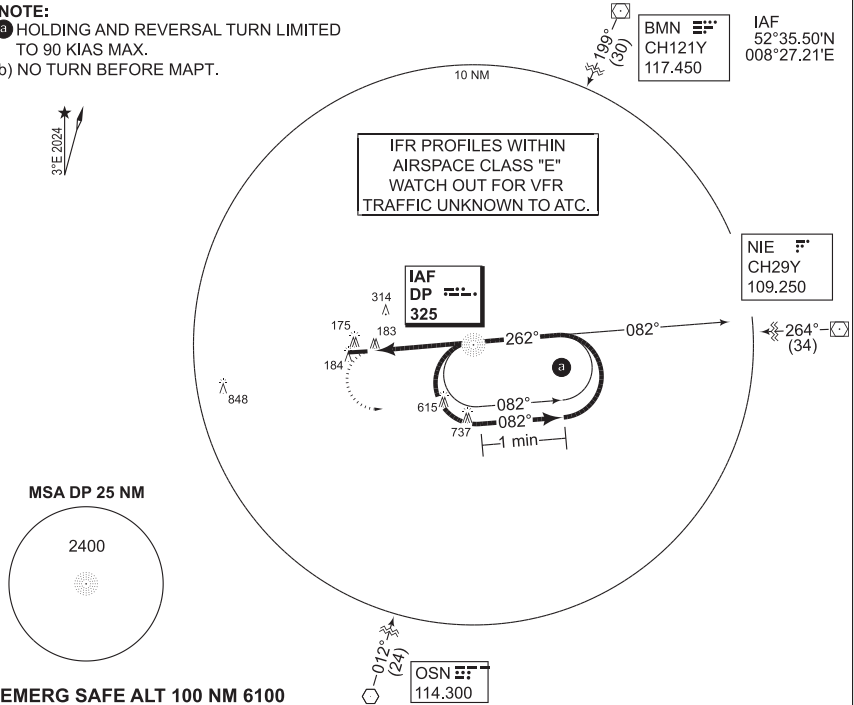 NOTE:
a HOLDING AND REVERSAL TURN LIMITED
TO 90 KIAS MAX.
b) NO TURN BEFORE MAPT.
3°E 2024
10 NM
199°
(30)
BMN
CH121Y
117.450
IAF
52°35.50'N
008°27.21'E
IFR PROFILES WITHIN
AIRSPACE CLASS "E"
WATCH OUT FOR VFR
TRAFFIC UNKNOWN TO ATC.
NIE
CH29Y
109.250
264°
(34)
IAF
DP
325
314
175
183
184
262°
082°
a
848
615
082°
737
082°
1 min
MSA DP 25 NM
2400
012°
(24)
OSN
114.300
EMERG SAFE ALT 100 NM 6100